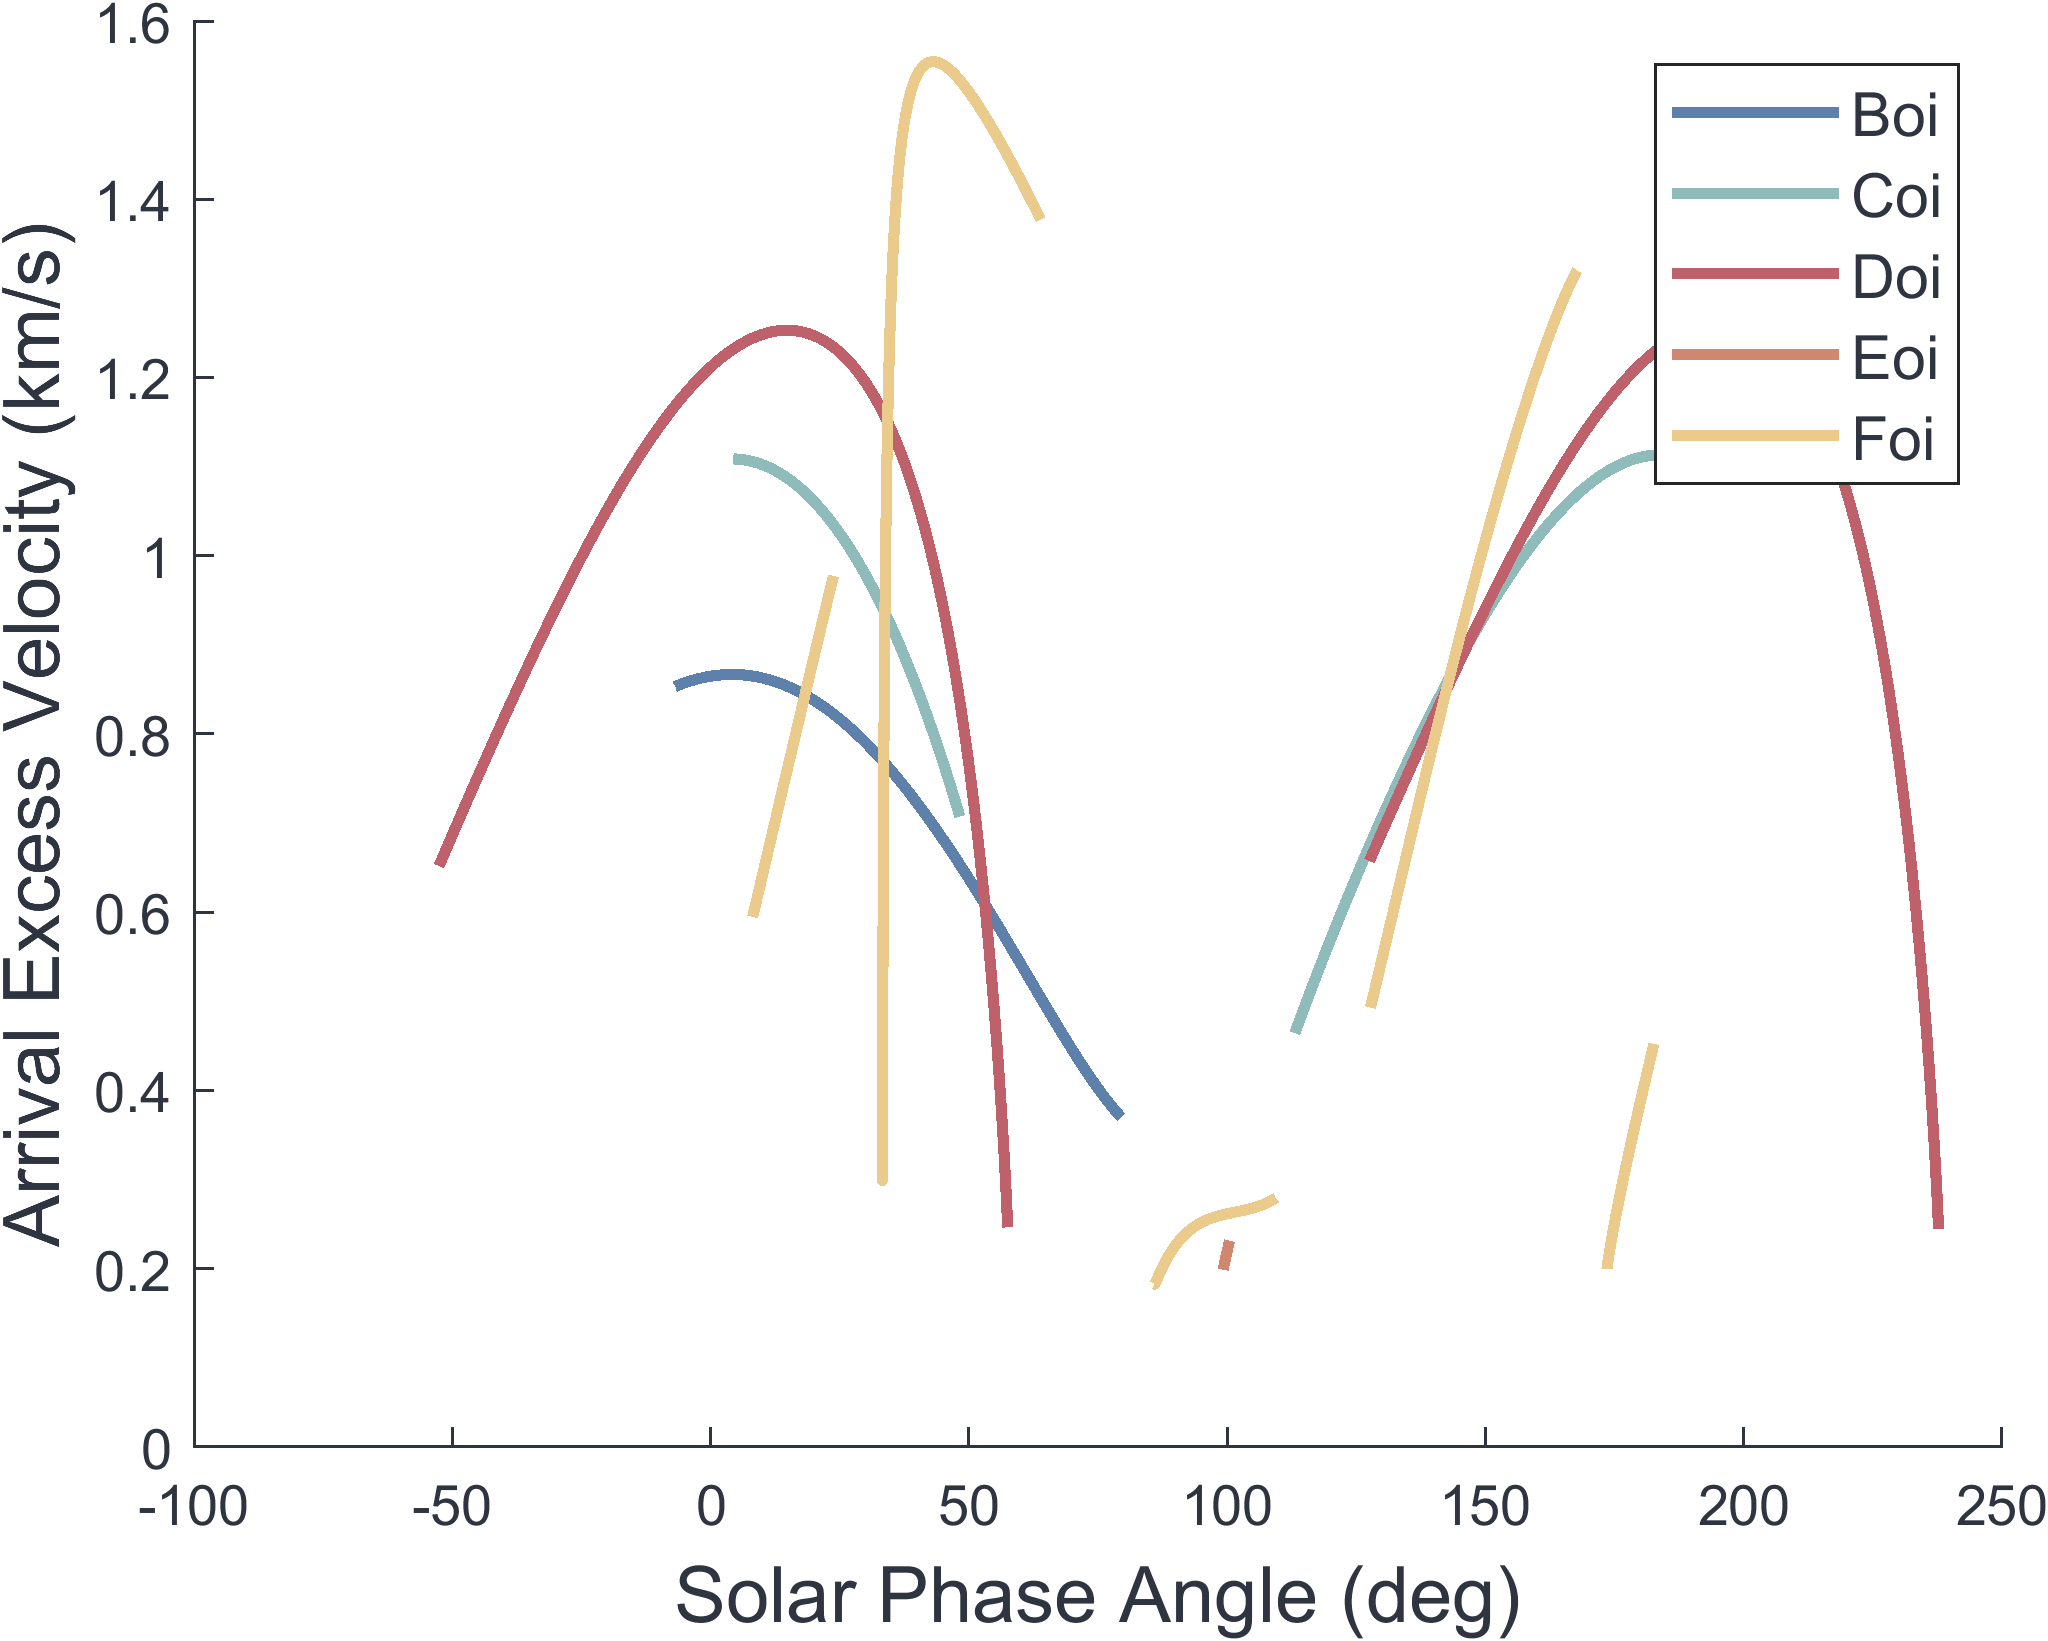 Arrival Excess Velocity (km/s)
1.6
1.4
1.2
1
0.8
0.6
0.4
0.2
0
-100 -50 0 50 100 150 200 250
Solar Phase Angle (deg)
Boi
Coi
Doi
Eoi
Foi